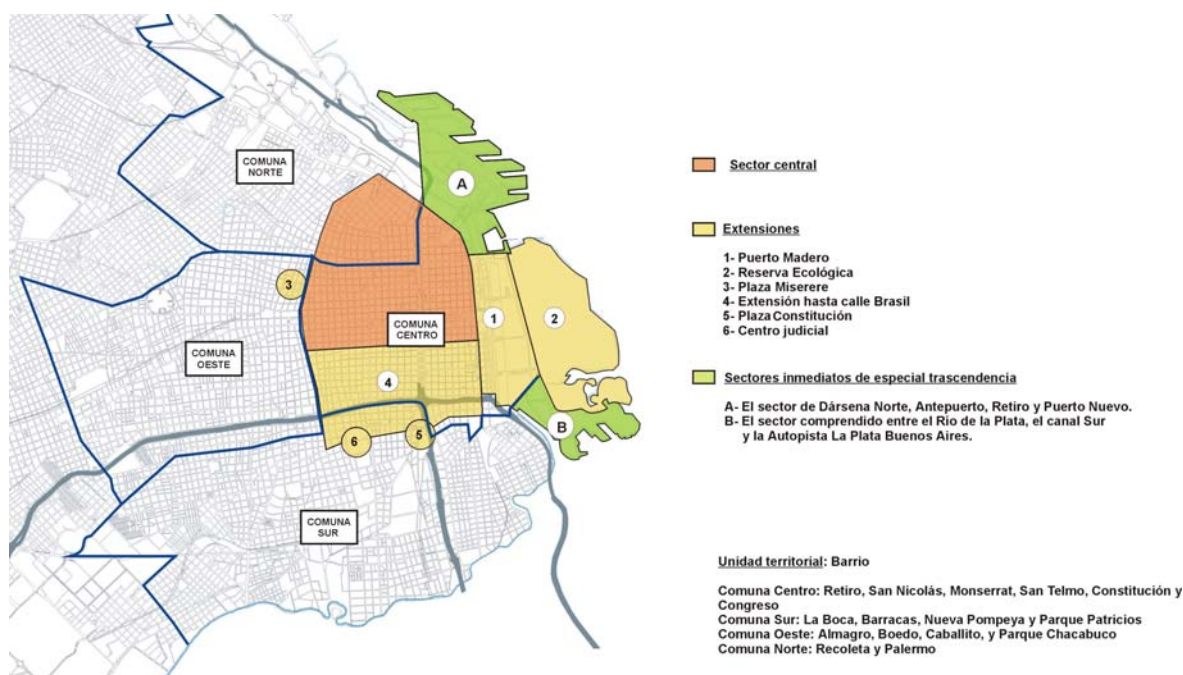 COMUNA
NORTE
A
3
COMUNA
CENTRO
1
2
COMUNA
OESTE
4
B
5
6
COMUNA
SUR
Sector central
Extensiones
1- Puerto Madero
2- Reserva Ecológica
3- Plaza Miserere
4- Extensión hasta calle Brasil
5- Plaza Constitución
6- Centro judicial
Sectores inmediatos de especial trascendencia
A- El sector de Dársena Norte, Antepuerto, Retiro y Puerto Nuevo.
B- El sector comprendido entre el Río de la Plata, el canal Sur
y la Autopista La Plata Buenos Aires.
Unidad territorial: Barrio
Comuna Centro: Retiro, San Nicolás, Monserrat, San Telmo, Constitución y
Congreso
Comuna Sur: La Boca, Barracas, Nueva Pompeya y Parque Patricios
Comuna Oeste: Almagro, Boedo, Caballito, y Parque Chacabuco
Comuna Norte: Recoleta y Palermo